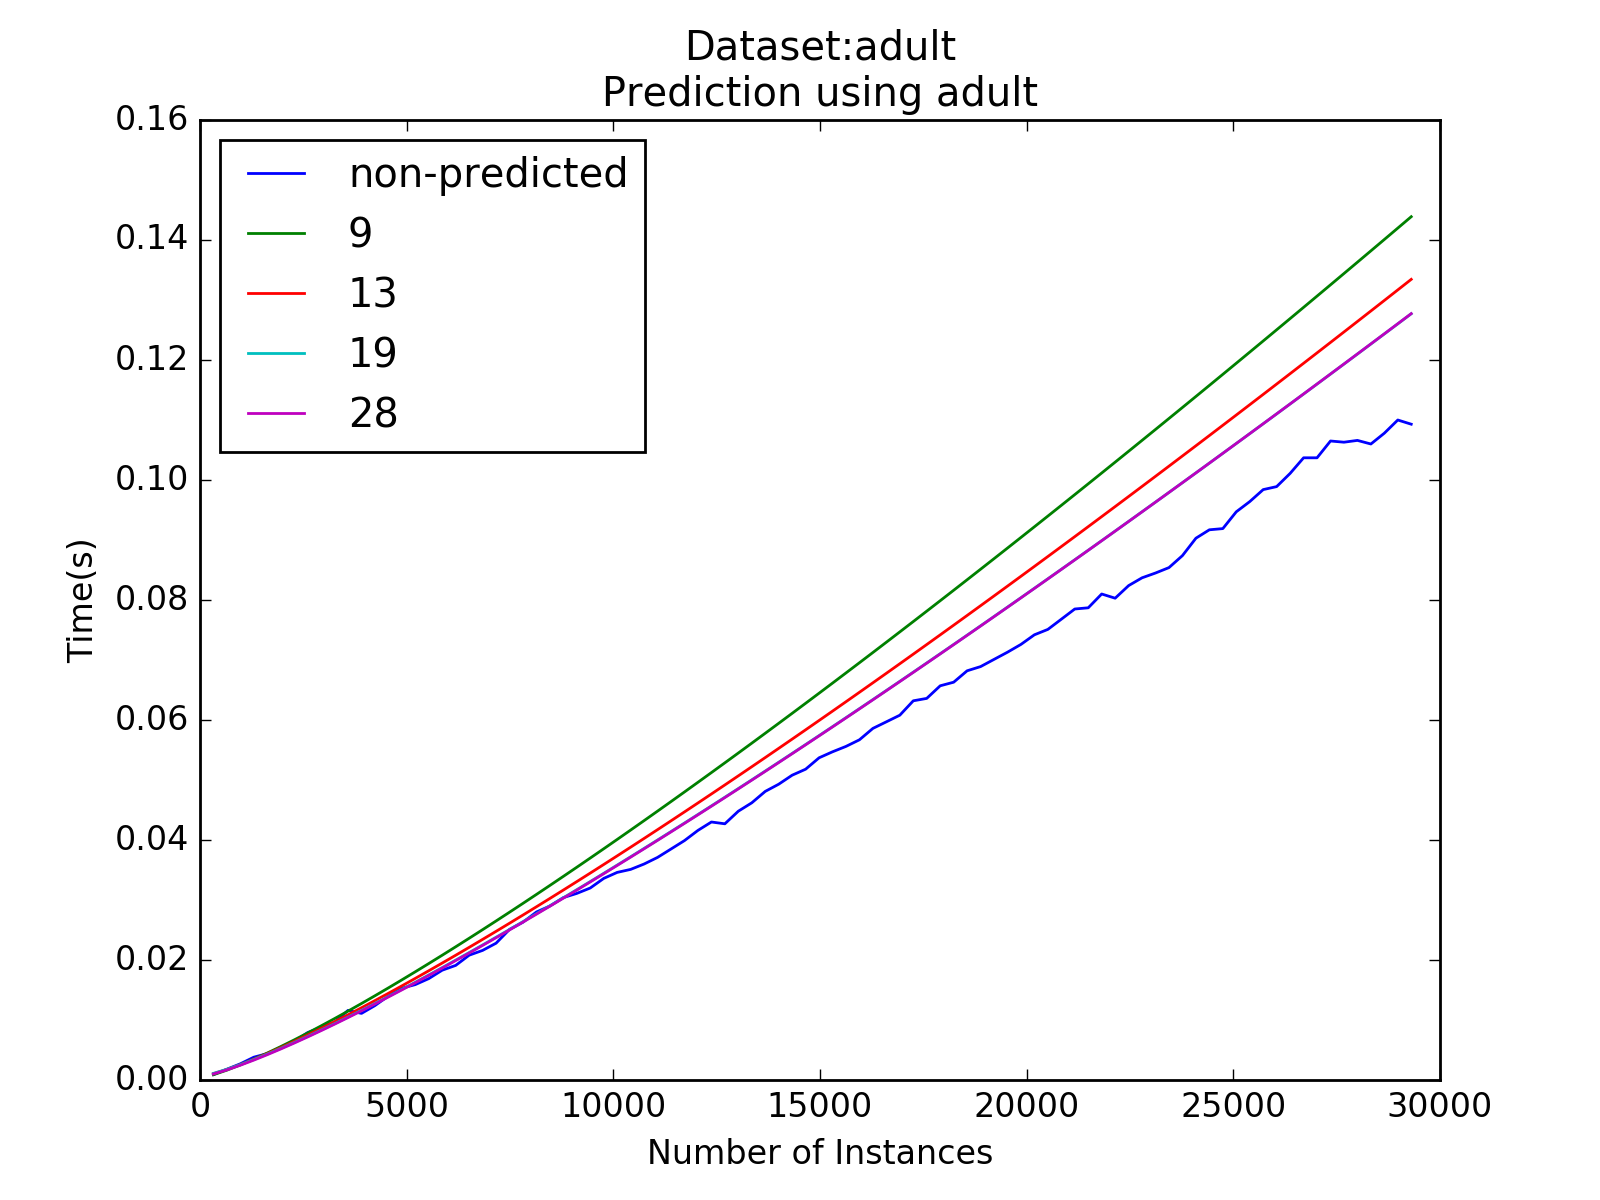 Dataset:adult
Prediction using adult
0.16
0.14
0.12
0.10
0.08
0.06
0.04
0.02
0.00
non-predicted
9
13
19
28
Time(s)
0 5000 10000 15000 20000 25000 30000
Number of Instances